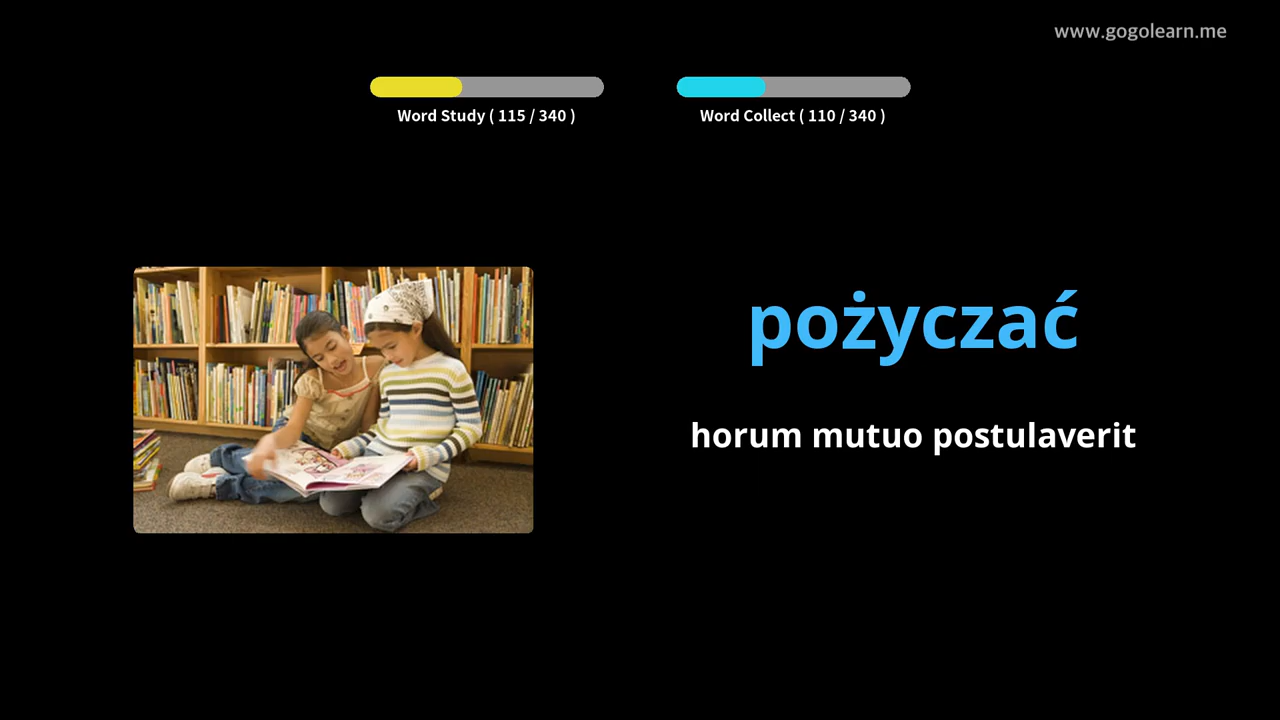 www.gogolearn.me
Word Study ( 115 / 340 )
Word Collect ( 110 / 340 )
pożyczać
horum mutuo postulaverit